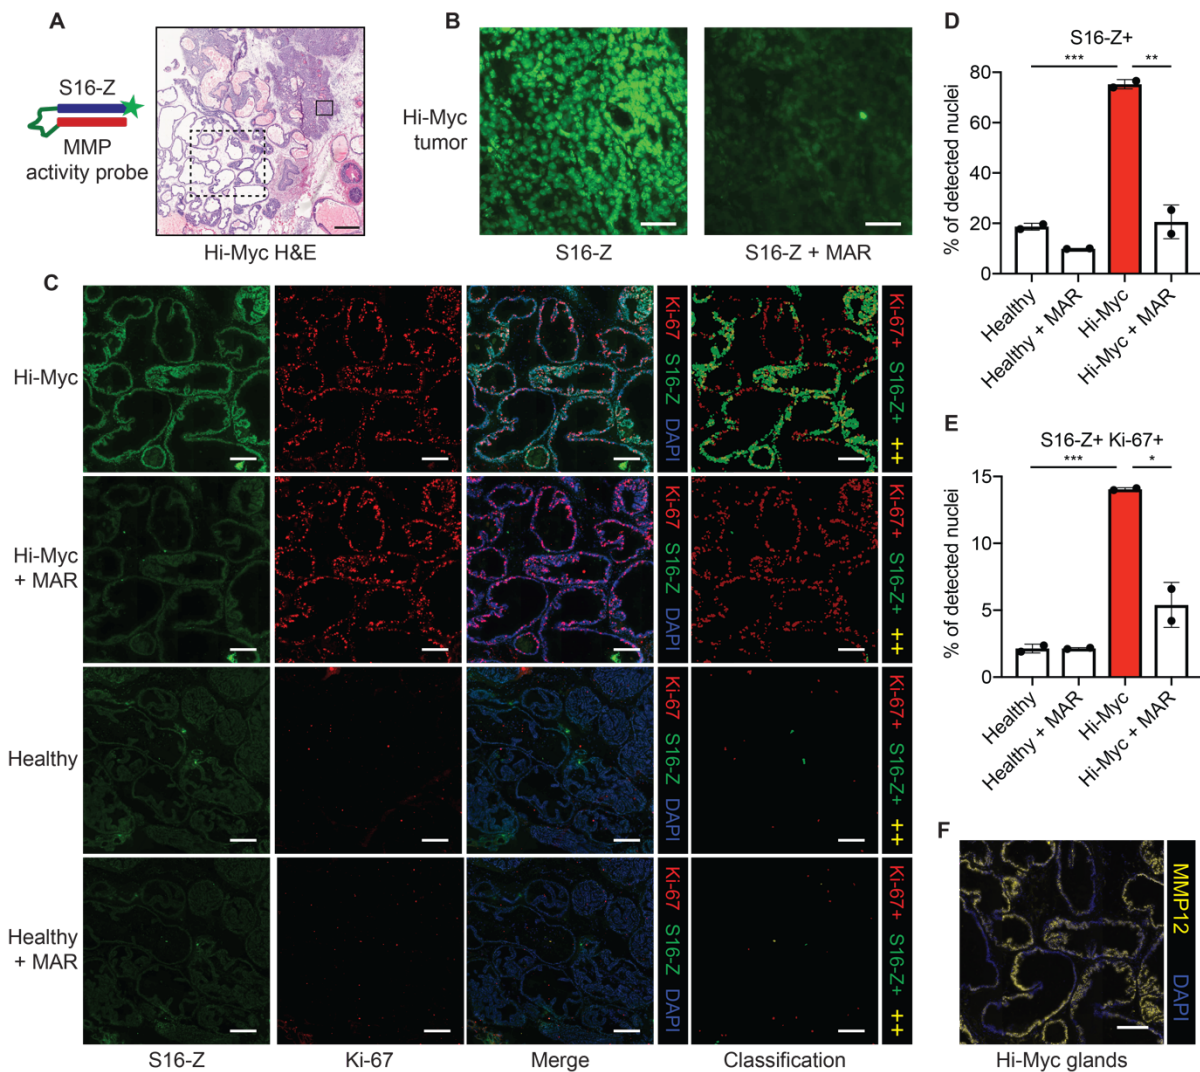 A
S16-Z
MMP
activity probe
Hi-Myc H&E
B
Hi-Myc
tumor
S16-Z
S16-Z + MAR
C
Hi-Myc
Ki-67 S16-Z DAPI
Ki-67+ S16-Z+ ++
Hi-Myc
+ MAR
Ki-67 S16-Z DAPI
Ki-67+ S16-Z+ ++
Healthy
Ki-67 S16-Z DAPI
Ki-67+ S16-Z+ ++
Healthy
+ MAR
Ki-67 S16-Z DAPI
Ki-67+ S16-Z+ ++
S16-Z
Ki-67
Merge
Classification
D
S16-Z+
***
**
% of detected nuclei
80
60
40
20
0
Healthy
Healthy + MAR
Hi-Myc
Hi-Myc + MAR
E
S16-Z+ Ki-67+
***
*
% of detected nuclei
15
10
5
0
Healthy
Healthy + MAR
Hi-Myc
Hi-Myc + MAR
F
MMP12 DAPI
Hi-Myc glands